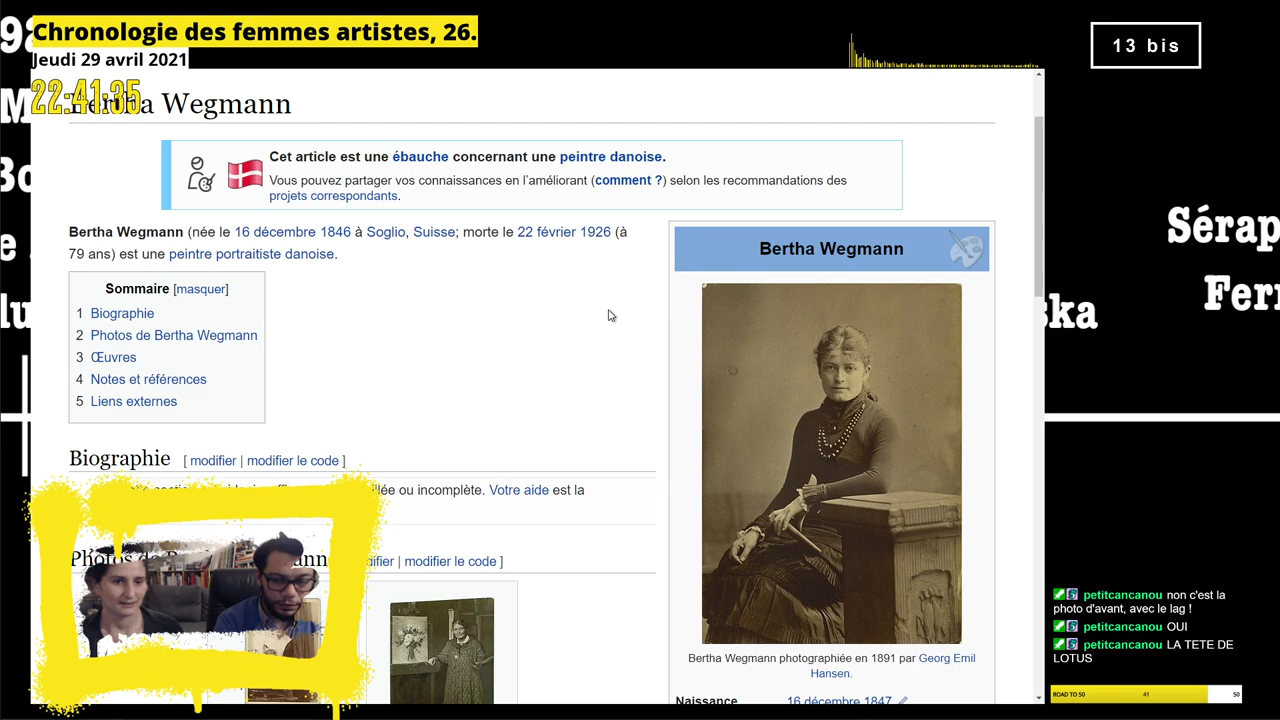 Chronologie des femmes artistes, 26.
Jeudi 29 avril 2021
22:41:35
13 bis
Bertha Wegmann
Cet article est une ébauche concernant une peintre danoise.
Vous pouvez partager vos connaissances en l'améliorant (comment ?) selon les recommandations des
projets correspondants.
Bertha Wegmann (née le 16 décembre 1846 à Soglio, Suisse; morte le 22 février 1926 (à
79 ans) est une peintre portraitiste danoise.
Sommaire [masquer]
1 Biographie
2 Photos de Bertha Wegmann
3 Œuvres
4 Notes et références
5 Liens externes
Biographie [ modifier | modifier le code ]
ou incomplète. Votre aide est la
Photos de
modifier le code ]
Bertha Wegmann
Bertha Wegmann photographiée en 1891 par Georg Emil
Hansen.
Naissance 16 décembre 1847
Sérap
Fern
ska
petitcancanou non c'est la
photo d'avant, avec le lag !
petitcancanou OUI
petitcancanou LA TETE DE
LOTUS
ROAD TO 50 41 50